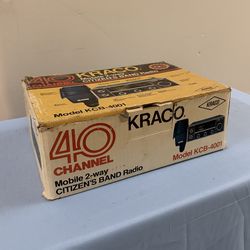 40
CHANNEL
KRACO
CITIZEN'S BAND Radio
Model KCB-4001
40
CHANNEL
Mobile 2-way
CITIZEN'S BAND Radio
KRACO
KRACO
Model KCB-4001